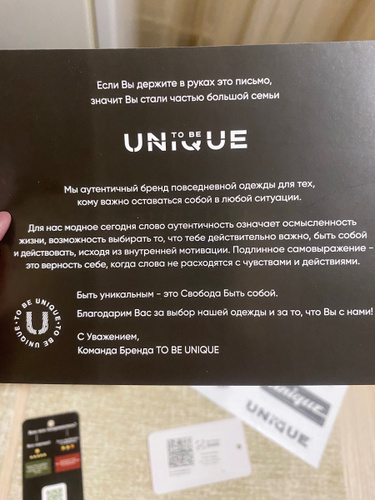 Если Вы держите в руках это письмо,
значит Вы стали частью большой семьи
TO BE
UNIQUE
Мы аутентичный бренд повседневной одежды для тех,
кому важно оставаться собой в любой ситуации.
Для нас модное сегодня слово аутентичность означает осмысленность
жизни, возможность выбирать то, что тебе действительно важно, быть собой
и действовать, исходя из внутренней мотивации. Подлинное самовыражение -
это верность себе, когда слова не расходятся с чувствами и действиями.
Быть уникальным - это Свобода Быть собой.
Благодарим Вас за выбор нашей одежды и за то, что Вы с нами!
С Уважением,
Команда Бренда TO BE UNIQUE
TO BE UNIQUE · TO BE UNIQUE ·
U
Unique
UNIQUE